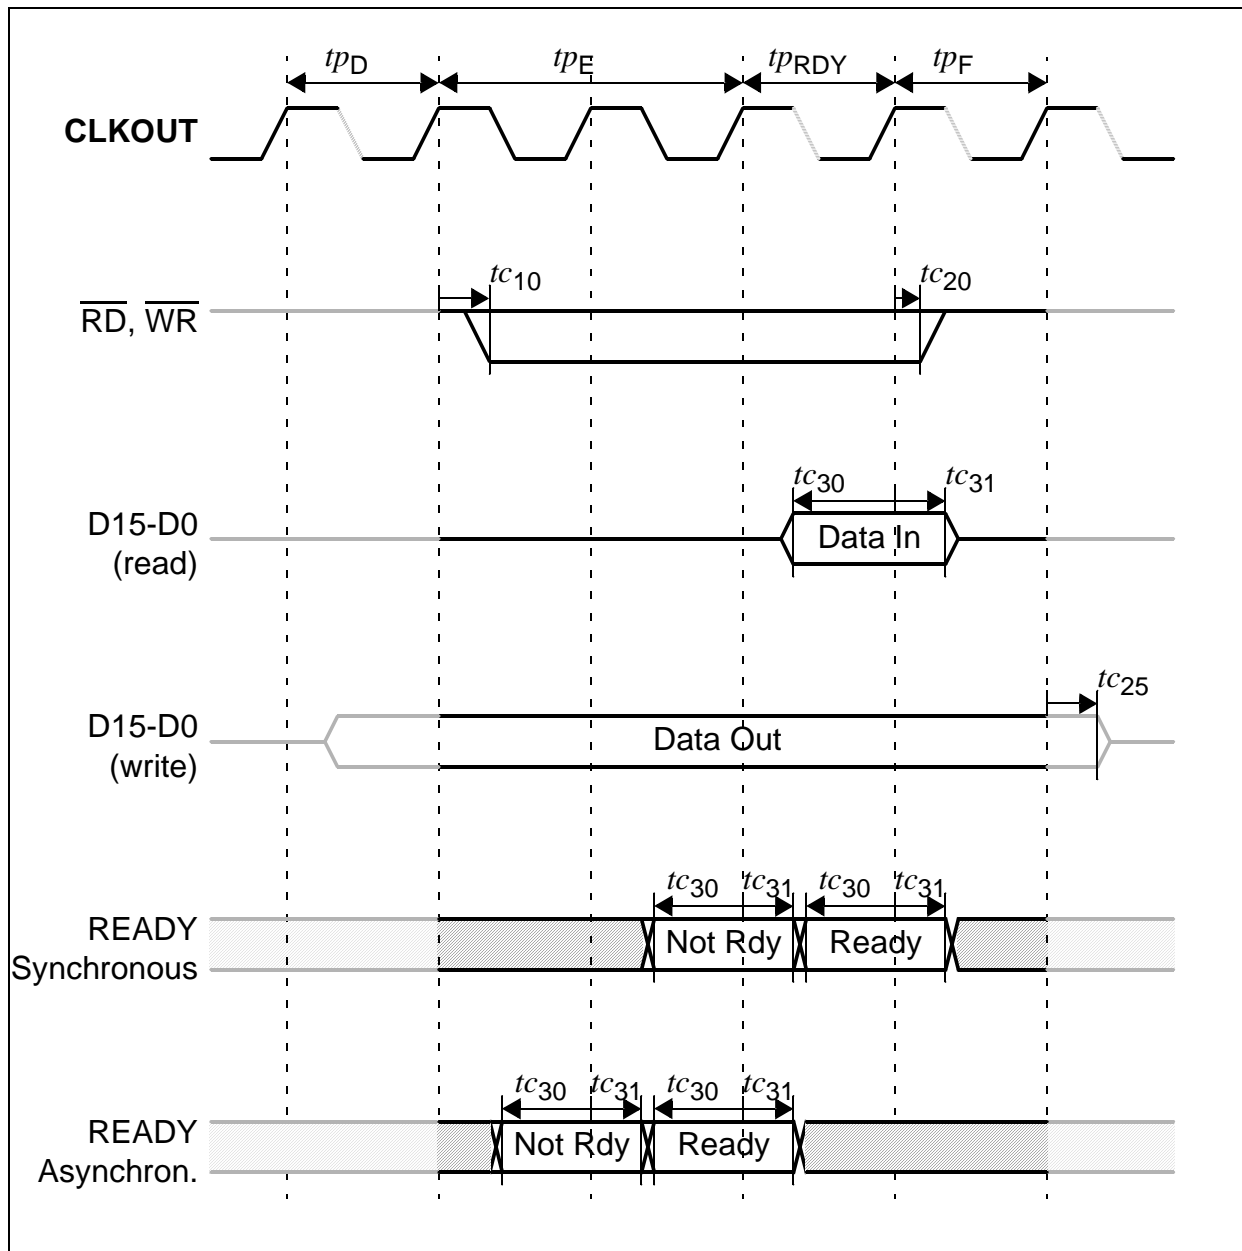 tpD tpE tpRDY tpF
CLKOUT
tc10 tc20
RD, WR
tc30 tc31
D15-D0
(read)
Data In
tc25
D15-D0
(write)
Data Out
tc30 tc31 tc30 tc31
READY
Synchronous
Not Rdy Ready
tc30 tc31 tc30 tc31
READY
Asynchron.
Not Rdy Ready